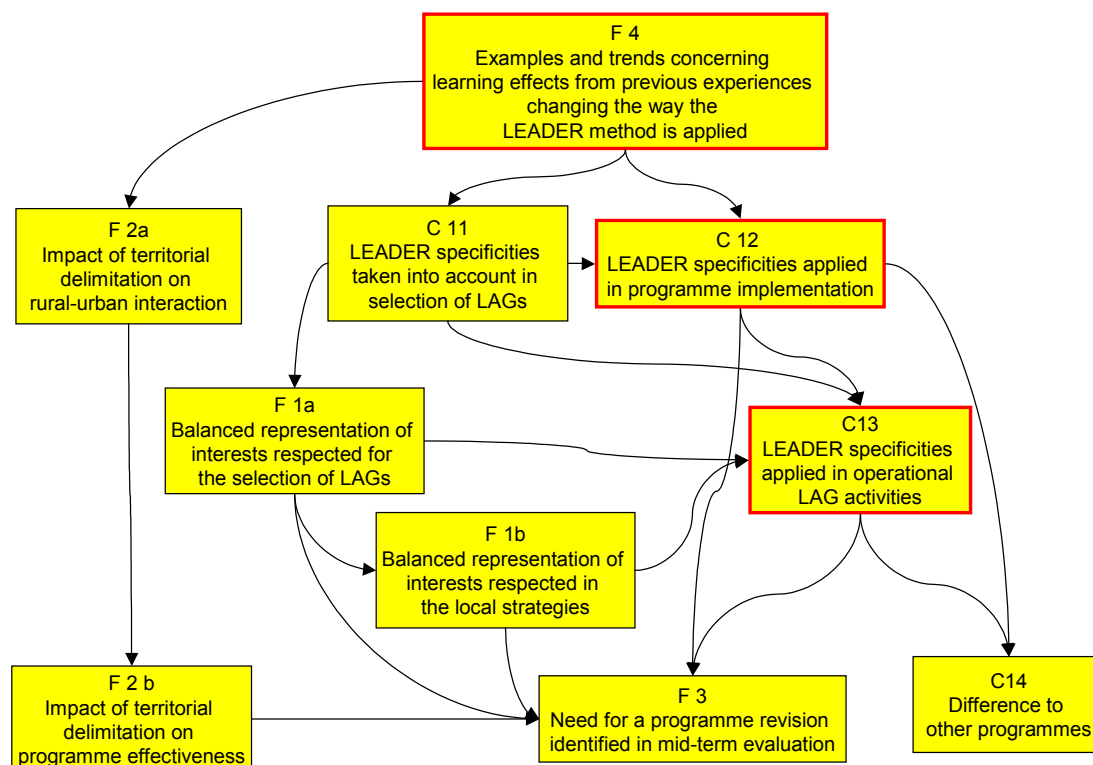 F 4
Examples and trends concerning
learning effects from previous experiences
changing the way the
LEADER method is applied
F 2a
Impact of territorial
delimitation on
rural-urban interaction
C 11
LEADER specificities
taken into account in
selection of LAGs
C 12
LEADER specificities applied
in programme implementation
F 1a
Balanced representation of
interests respected for
the selection of LAGs
C13
LEADER specificities
applied in operational
LAG activities
F 1b
Balanced representation of
interests respected in
the local strategies
F 2 b
Impact of territorial
delimitation on
programme effectiveness
F 3
Need for a programme revision
identified in mid-term evaluation
C14
Difference to
other programmes